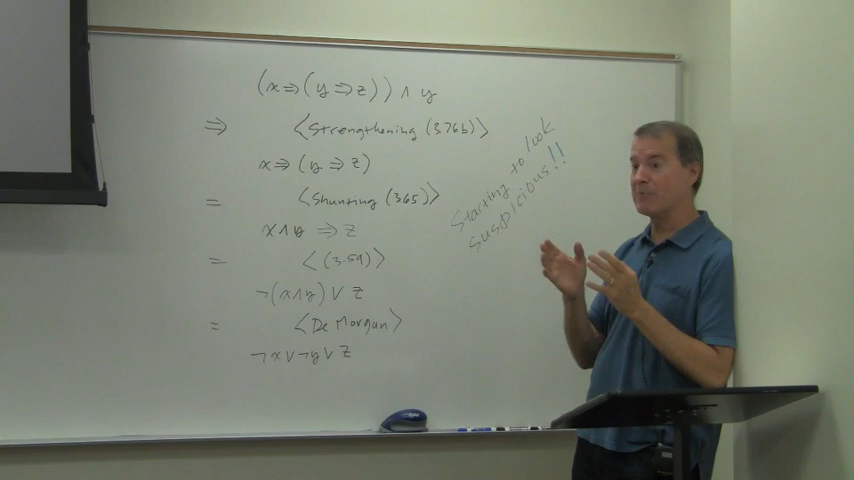 (x ⇒ (y ⇒ z)) ∧ y
⇒ ⟨Strengthening (3.76b)⟩
x ⇒ (y ⇒ z)
= ⟨Shunting (3.65)⟩
x ∧ y ⇒ z
= ⟨(3.59)⟩
¬(x ∧ y) ∨ z
= ⟨De Morgan⟩
¬x ∨ ¬y ∨ z
Starting to look
suspicious!!